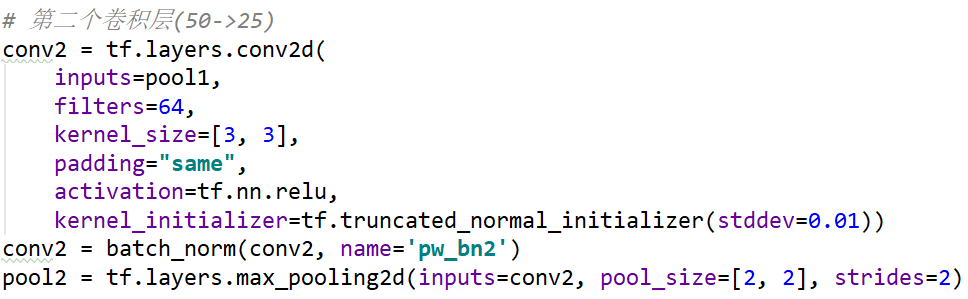 # 第二个卷积层(50->25)
conv2 = tf.layers.conv2d(
    inputs=pool1,
    filters=64,
    kernel_size=[3, 3],
    padding="same",
    activation=tf.nn.relu,
    kernel_initializer=tf.truncated_normal_initializer(stddev=0.01))
conv2 = batch_norm(conv2, name='pw_bn2')
pool2 = tf.layers.max_pooling2d(inputs=conv2, pool_size=[2, 2], strides=2)